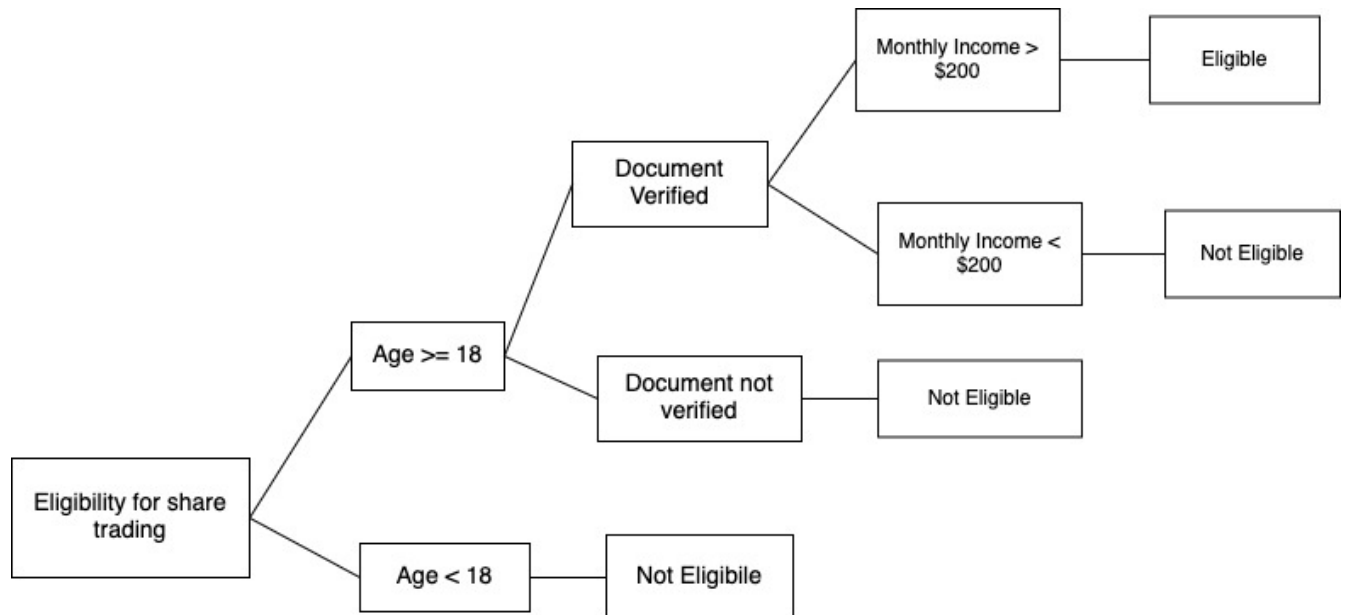 Monthly Income >
$200
Eligible
Document
Verified
Monthly Income <
$200
Not Eligible
Age >= 18
Document not
verified
Not Eligible
Eligibility for share
trading
Age < 18
Not Eligibile